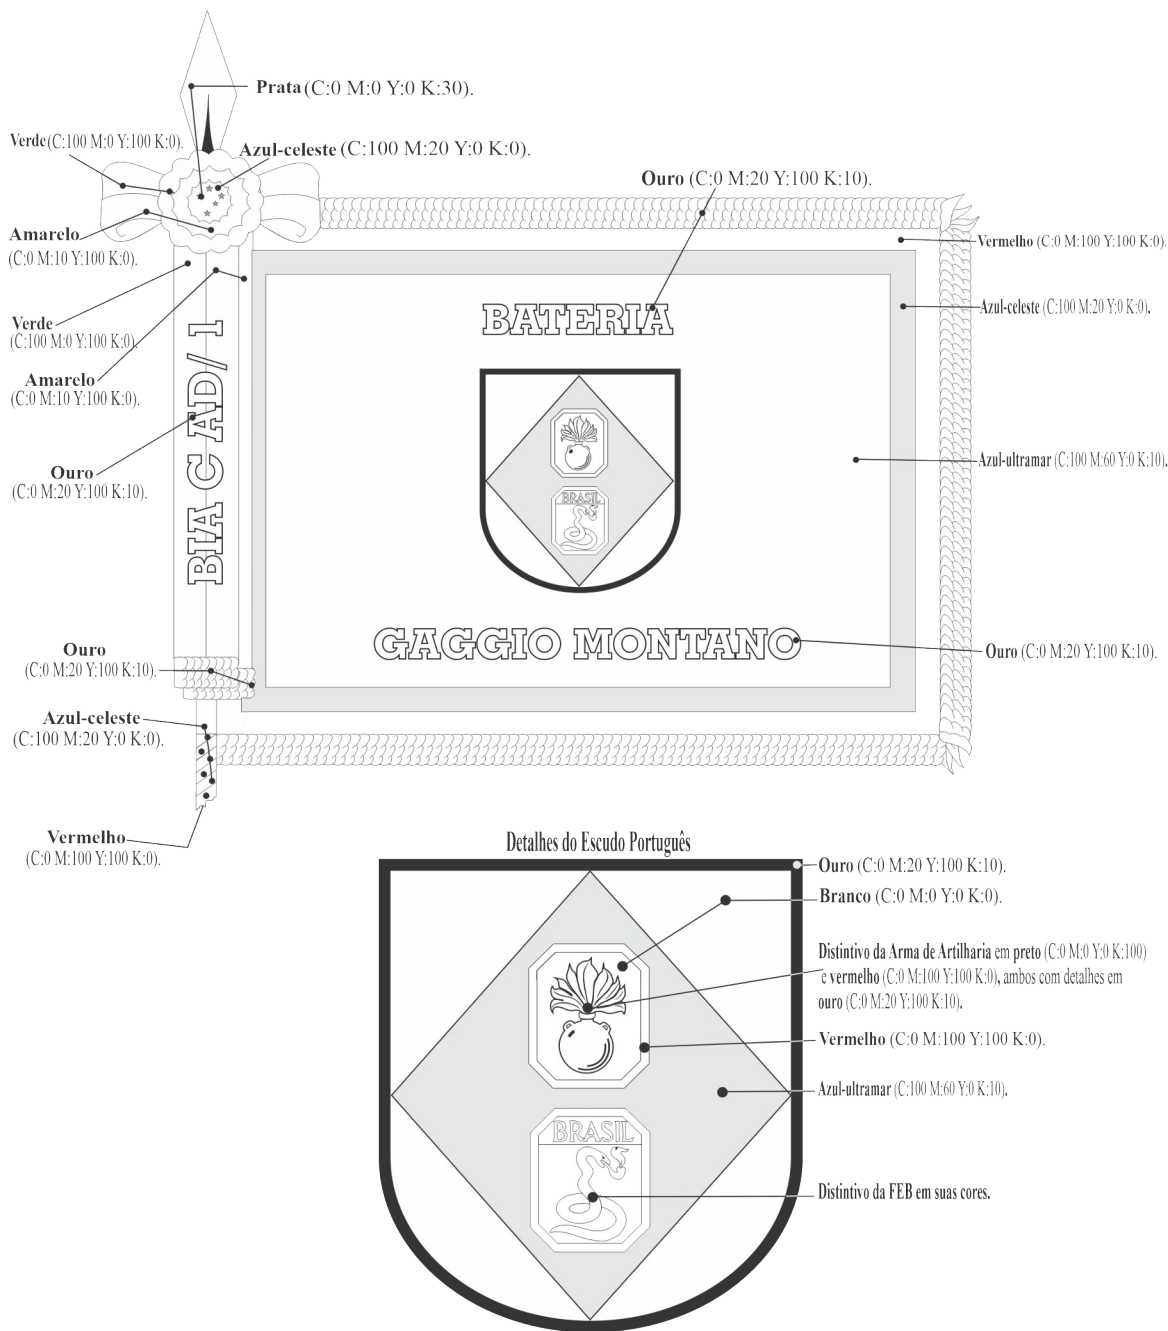 Prata (C:0 M:0 Y:0 K:30).
Verde (C:100 M:0 Y:100 K:0).
Azul-celeste (C:100 M:20 Y:0 K:0).
Ouro (C:0 M:20 Y:100 K:10).
Amarelo
(C:0 M:10 Y:100 K:0).
Vermelho (C:0 M:100 Y:100 K:0).
Azul-celeste (C:100 M:20 Y:0 K:0).
BATERIA
Verde
(C:100 M:0 Y:100 K:0).
Amarelo
(C:0 M:10 Y:100 K:0).
BIA C AD/ 1
Ouro
(C:0 M:20 Y:100 K:10).
Azul-ultramar (C:100 M:60 Y:0 K:10).
BRASIL
GAGGIO MONTANO
Ouro
(C:0 M:20 Y:100 K:10).
Ouro (C:0 M:20 Y:100 K:10).
Azul-celeste
(C:100 M:20 Y:0 K:0).
Vermelho
(C:0 M:100 Y:100 K:0).
Detalhes do Escudo Português
Ouro (C:0 M:20 Y:100 K:10).
Branco (C:0 M:0 Y:0 K:0).
Distintivo da Arma de Artilharia em preto (C:0 M:0 Y:0 K:100)
e vermelho (C:0 M:100 Y:100 K:0), ambos com detalhes em
ouro (C:0 M:20 Y:100 K:10).
Vermelho (C:0 M:100 Y:100 K:0).
Azul-ultramar (C:100 M:60 Y:0 K:10).
BRASIL
Distintivo da FEB em suas cores.